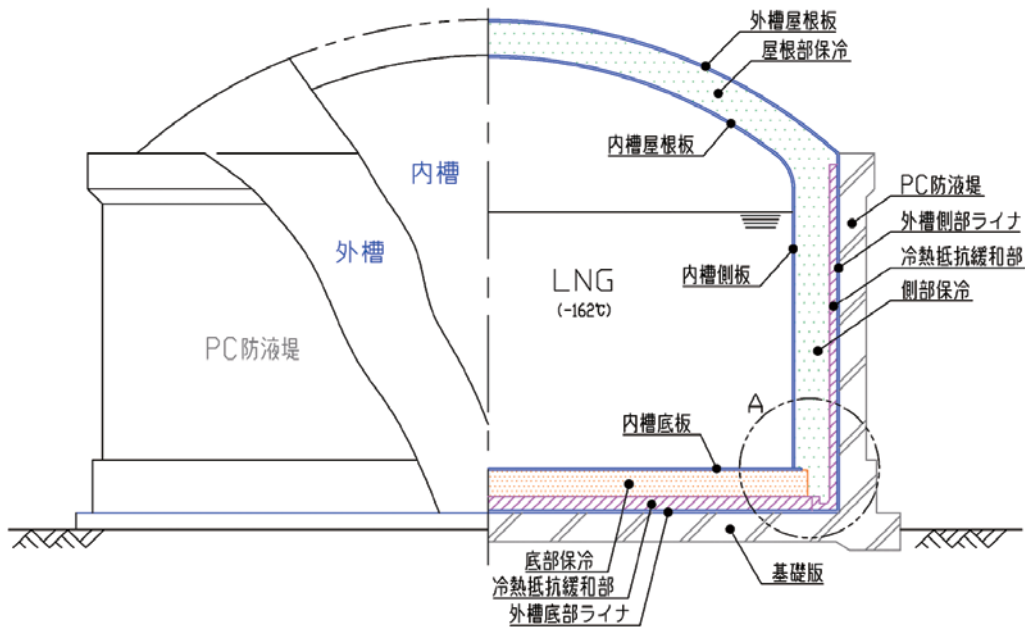 外槽屋根板
屋根部保冷
内槽屋根板
内槽
PC防液堤
外槽側部ライナ
外槽
冷熱抵抗緩和部
内槽側板
LNG
(-162℃)
側部保冷
PC防液堤
A
内槽底板
底部保冷
基礎版
冷熱抵抗緩和部
外槽底部ライナ